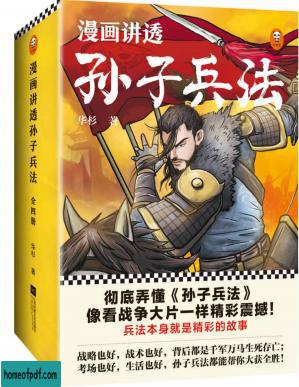 漫画讲透孙子兵法
全四册
华杉 著
漫画讲透
孙子兵法
华杉 著
彻底弄懂《孙子兵法》
像看战争大片一样精彩震撼！
兵法本身就是精彩的故事
战略也好，战术也好，背后都是千军万马生死存亡；
考场也好，生活也好，孙子兵法都能帮你大获全胜！
homeofpdf.com